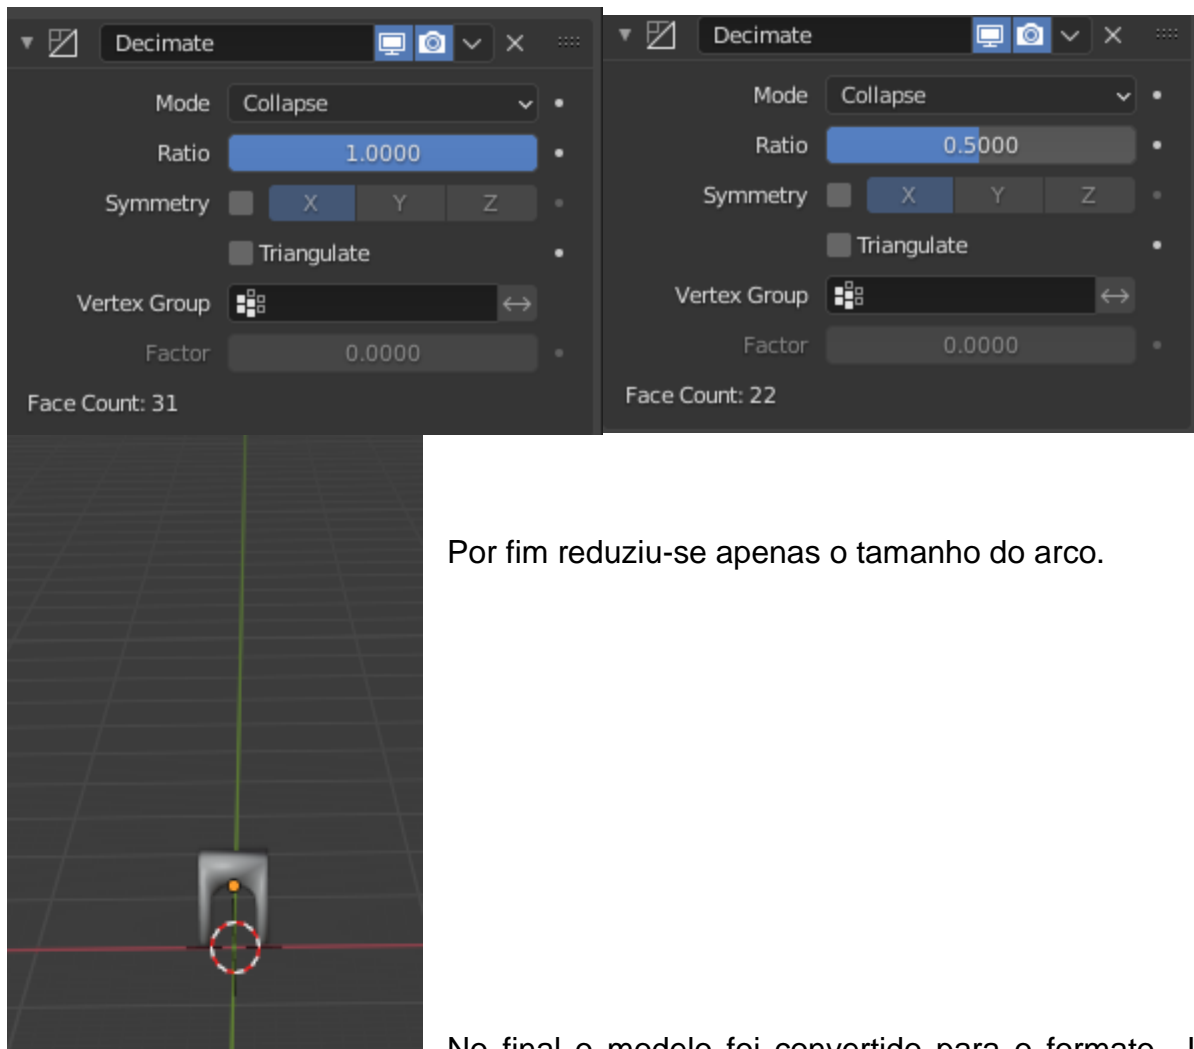 Decimate
Mode Collapse
Ratio 1.0000
Symmetry X Y Z
Triangulate
Vertex Group
Factor 0.0000
Face Count: 31
Decimate
Mode Collapse
Ratio 0.5000
Symmetry X Y Z
Triangulate
Vertex Group
Factor 0.0000
Face Count: 22
Por fim reduziu-se apenas o tamanho do arco.
No final o modelo foi convertido para o formato